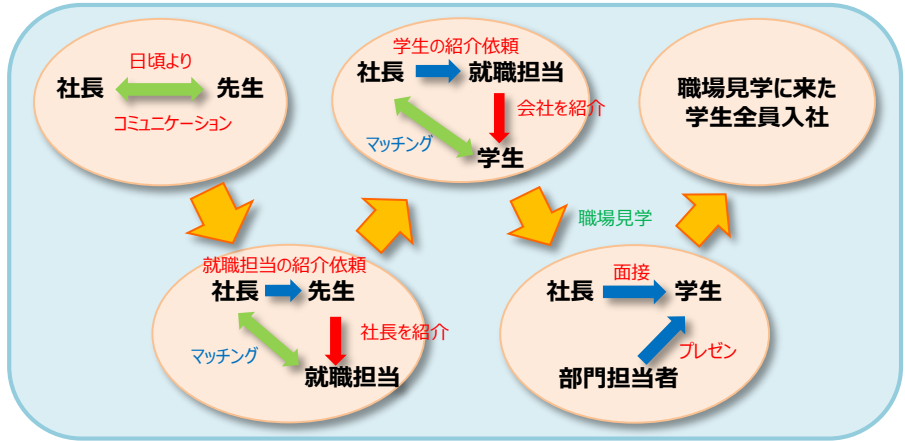 日頃より
社長
先生
コミュニケーション
就職担当の紹介依頼
社長
先生
社長を紹介
マッチング
就職担当
学生の紹介依頼
社長
就職担当
会社を紹介
マッチング
学生
職場見学
面接
社長
学生
プレゼン
部門担当者
職場見学に来た
学生全員入社